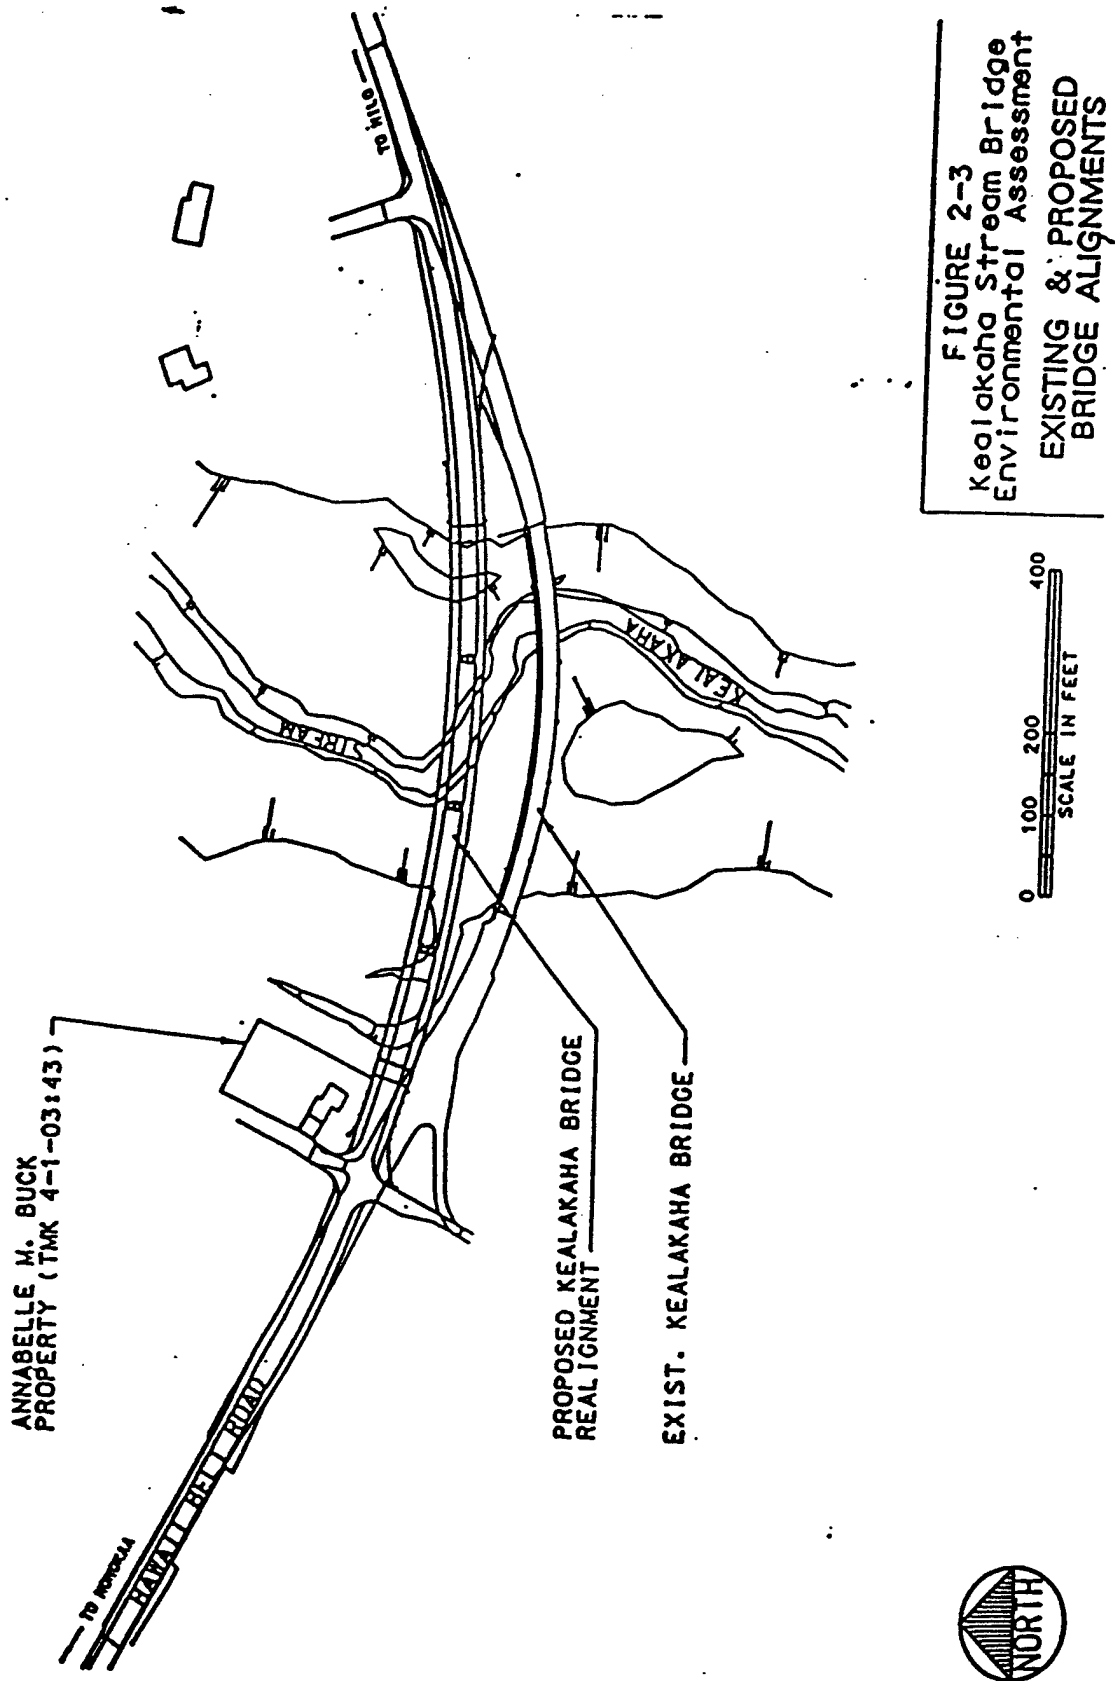 ANNABELLE M. BUCK
PROPERTY (TMK 4-1-03:43)
TO HONOKAA
HAWAII BELT ROAD
TO HILO
STREAM
KEALAKAHA
PROPOSED KEALAKAHA BRIDGE
REALIGNMENT
EXIST. KEALAKAHA BRIDGE
NORTH
0 100 200 400
SCALE IN FEET
FIGURE 2-3
Kealakaha Stream Bridge
Environmental Assessment
EXISTING & PROPOSED
BRIDGE ALIGNMENTS